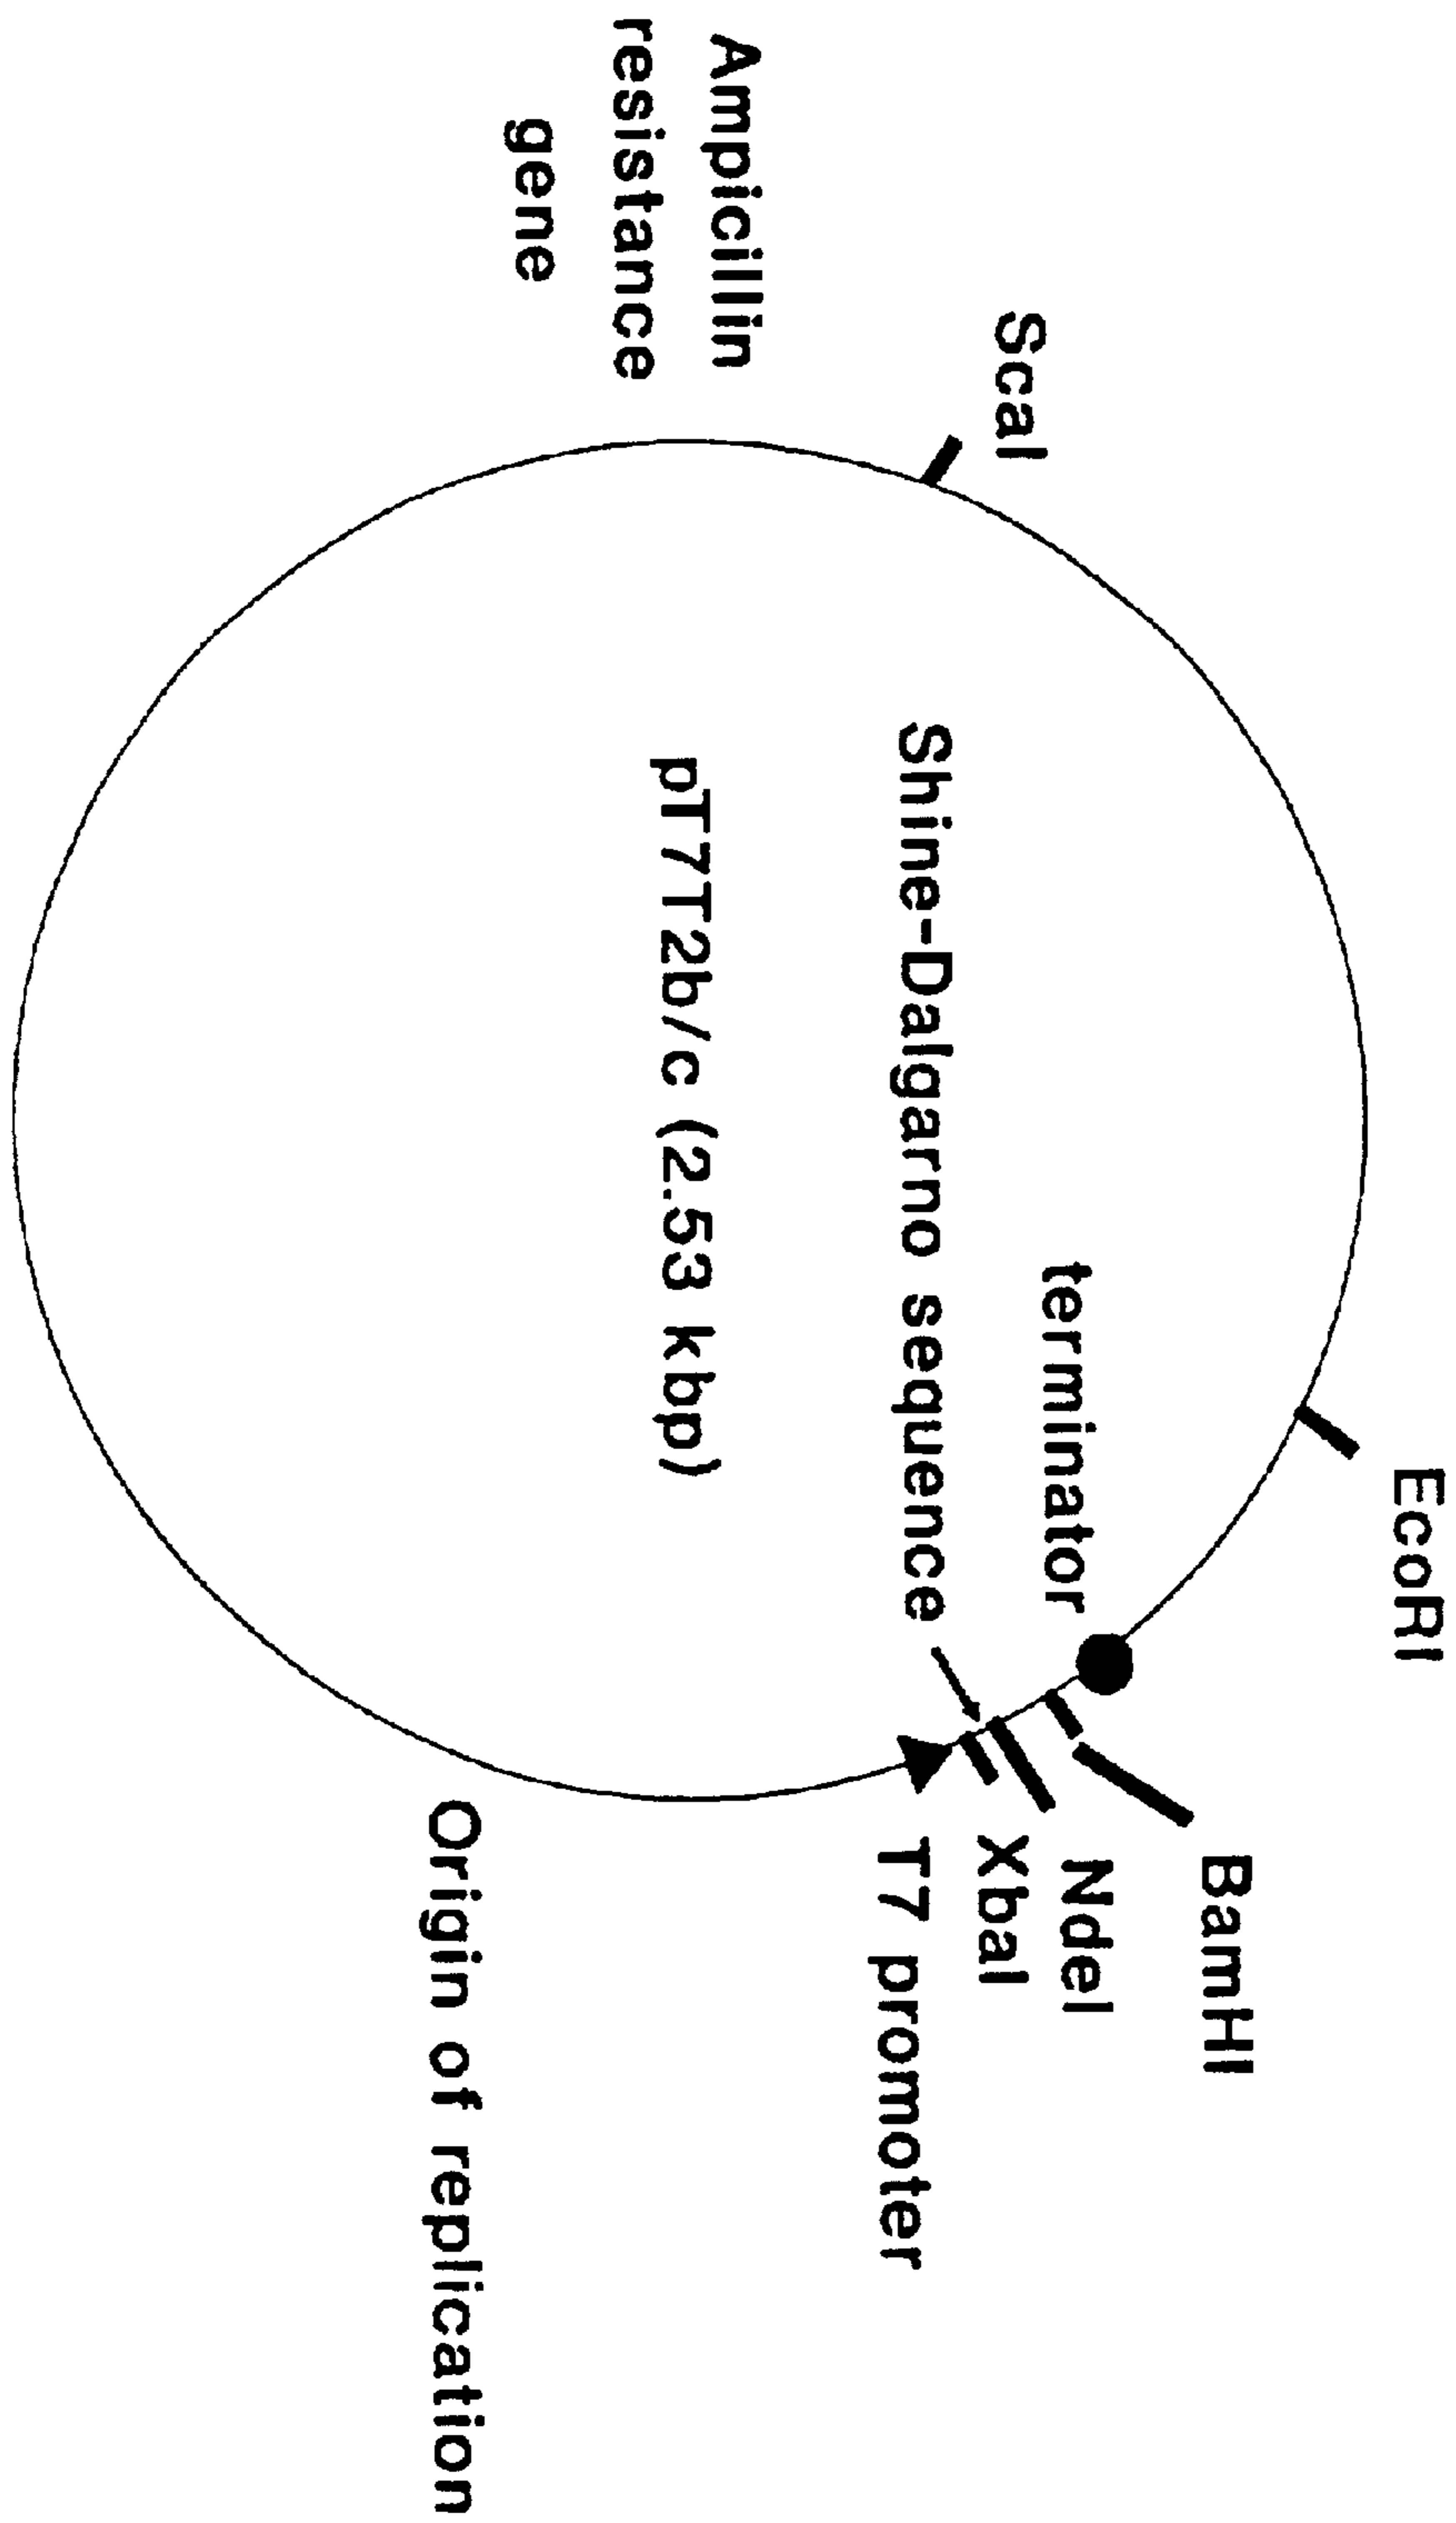 EcoRI
ScaI
BamHI
terminator
NdeI
Shine-Dalgarno sequence
XbaI
T7 promoter
Ampicillin
resistance
gene
pT7T2b/c (2.53 kbp)
Origin of replication